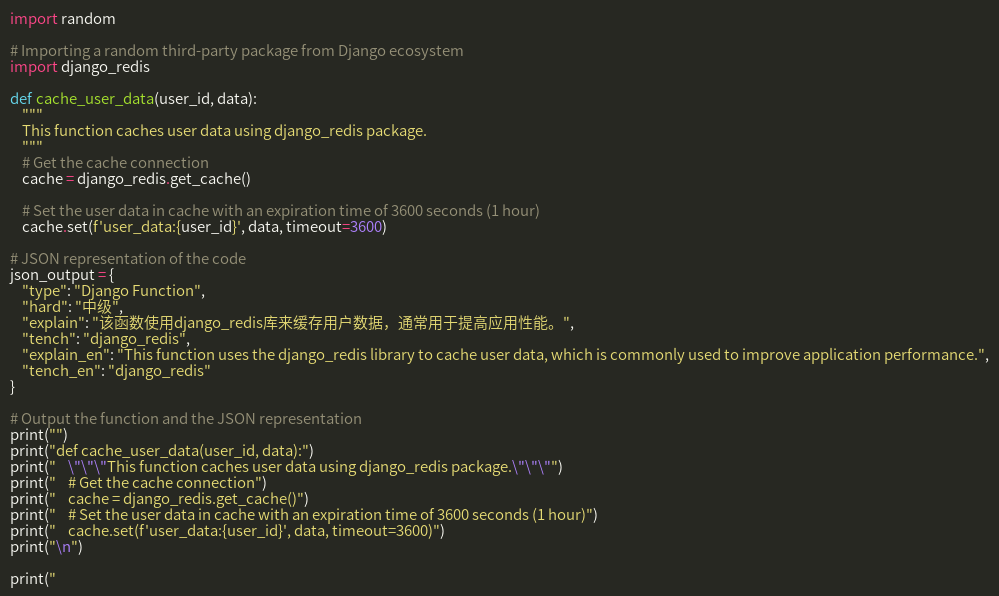 import random
# Importing a random third-party package from Django ecosystem
import django_redis
def cache_user_data(user_id, data):
    """
    This function caches user data using django_redis package.
    """
    # Get the cache connection
    cache = django_redis.get_cache()
    # Set the user data in cache with an expiration time of 3600 seconds (1 hour)
    cache.set(f'user_data:{user_id}', data, timeout=3600)
# JSON representation of the code
json_output = {
    "type": "Django Function",
    "hard": "中级",
    "explain": "该函数使用django_redis库来缓存用户数据，通常用于提高应用性能。",
    "tench": "django_redis",
    "explain_en": "This function uses the django_redis library to cache user data, which is commonly used to improve application performance.",
    "tench_en": "django_redis"
}
# Output the function and the JSON representation
print("")
print("def cache_user_data(user_id, data):")
print("    \"\"\"This function caches user data using django_redis package.\"\"\"")
print("    # Get the cache connection")
print("    cache = django_redis.get_cache()")
print("    # Set the user data in cache with an expiration time of 3600 seconds (1 hour)")
print("    cache.set(f'user_data:{user_id}', data, timeout=3600)")
print("\n")
print("